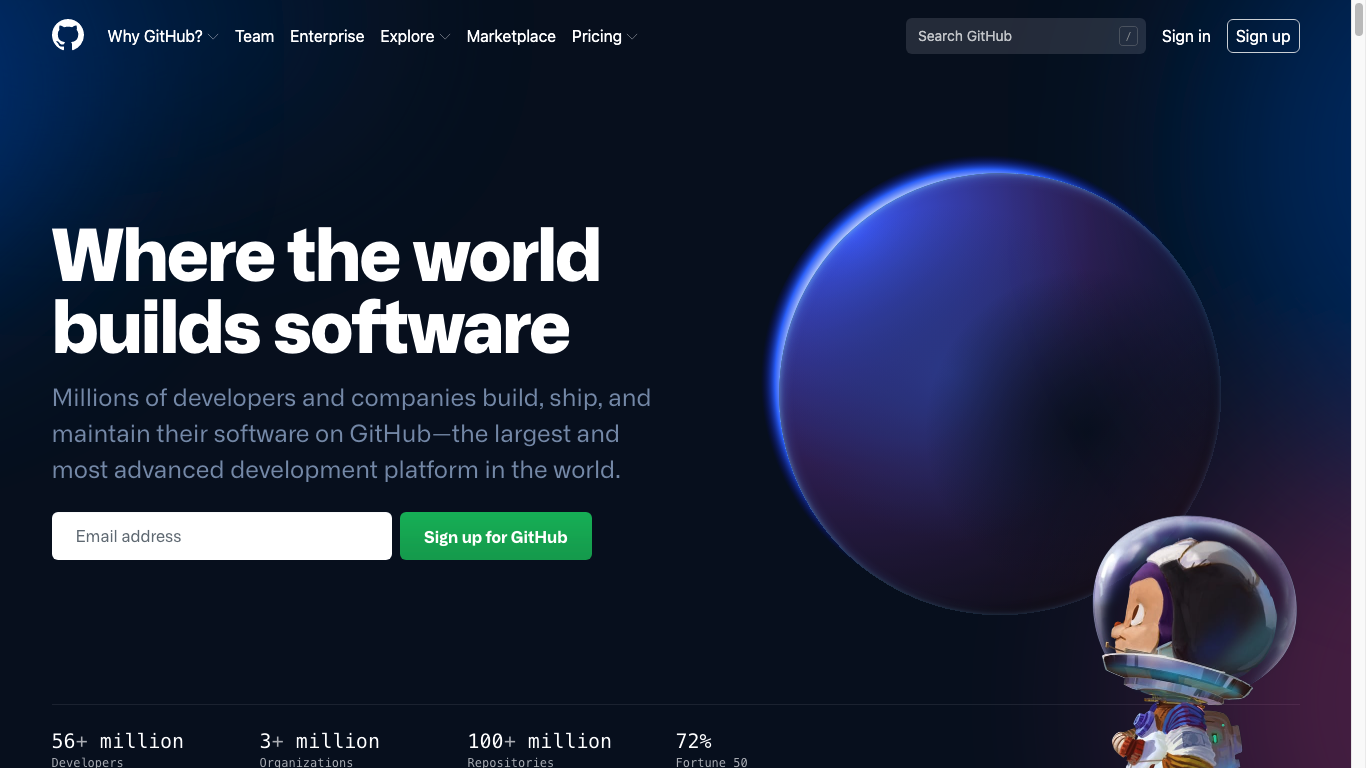 Why GitHub? Team Enterprise Explore Marketplace Pricing Search GitHub / Sign in Sign up
Where the world
builds software
Millions of developers and companies build, ship, and
maintain their software on GitHub—the largest and
most advanced development platform in the world.
Email address Sign up for GitHub
56+ million 3+ million 100+ million 72%
Developers Organizations Repositories Fortune 50